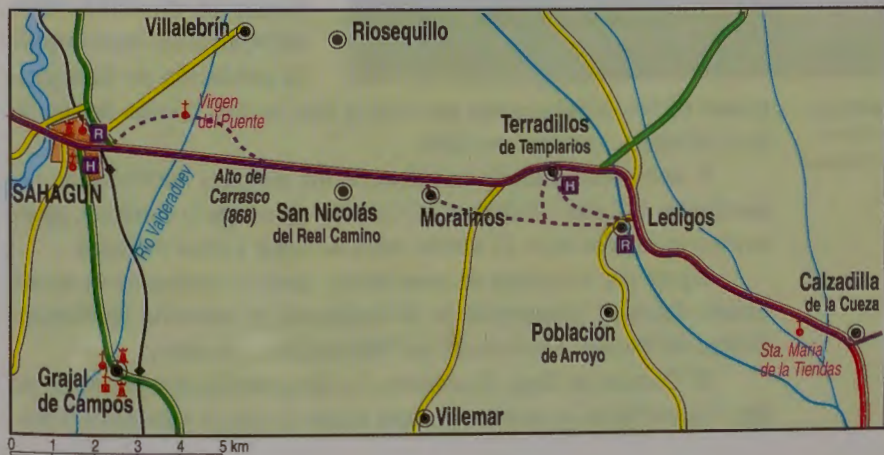 Villalebrín
Riosequillo
Virgen
del Puente
Terradillos
de Templarios
R
H
SAHAGÚN
Río Valderaduey
Alto del
Carrasco
(868)
San Nicolás
del Real Camino
Moratinos
H
Ledigos
R
Calzadilla
de la Cueza
Población
de Arroyo
Sta. Maria
de la Tiendas
Grajal
de Campos
Villemar
0 1 2 3 4 5 km